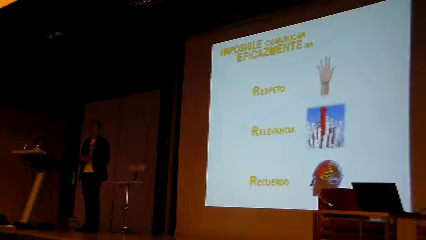 IMPOSIBLE COMUNICAR
EFICAZMENTE SIN
RESPETO
RELEVANCIA
RECUERDO